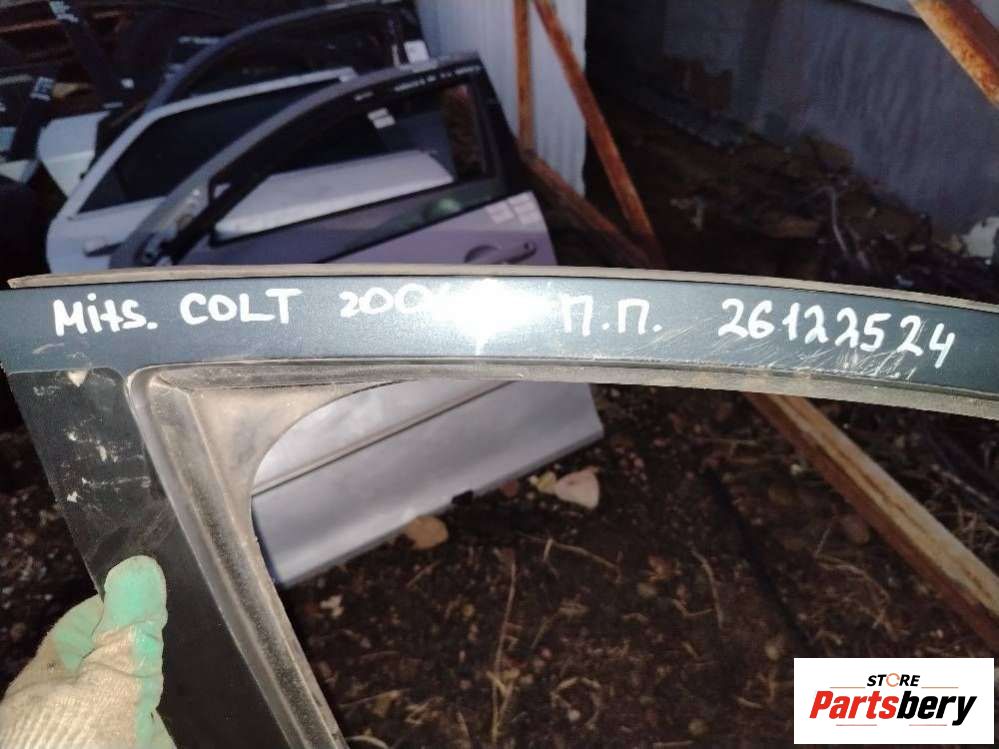 Mits. COLT П.П. 26122524
STORE
Partsbery